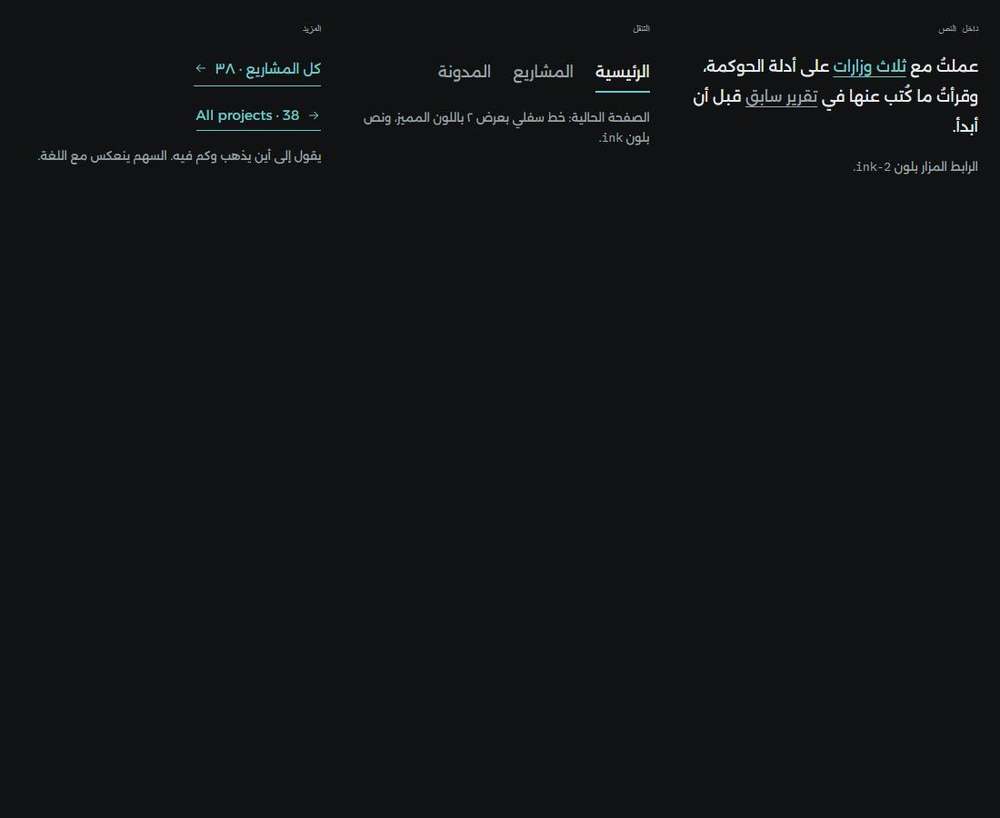 داخل النص
عملتُ مع ثلاث وزارات على أدلة الحوكمة،
وقرأتُ ما كُتب عنها في تقرير سابق قبل أن
أبدأ.
الرابط المزار بلون ink-2.
التنقل
الرئيسية المشاريع المدونة
الصفحة الحالية: خط سفلي بعرض ٢ باللون المميز، ونص
بلون ink.
المزيد
كل المشاريع · ٣٨ ←
All projects · 38 →
يقول إلى أين يذهب وكم فيه. السهم ينعكس مع اللغة.